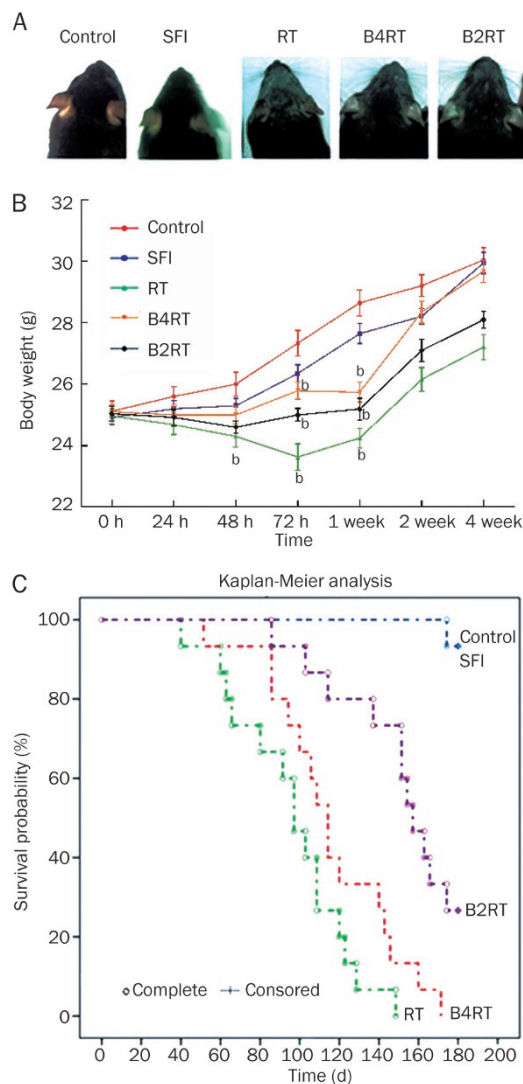 A
Control SFI RT B4RT B2RT
B
32
30
28
26
24
22
Body weight (g)
Control
SFI
RT
B4RT
B2RT
b
b
b
b
b
b
b
0 h 24 h 48 h 72 h 1 week 2 week 4 week
Time
C
Kaplan-Meier analysis
100
80
60
40
20
0
Survival probability (%)
Control
SFI
B2RT
Complete Consored
RT B4RT
0 20 40 60 80 100 120 140 160 180 200
Time (d)